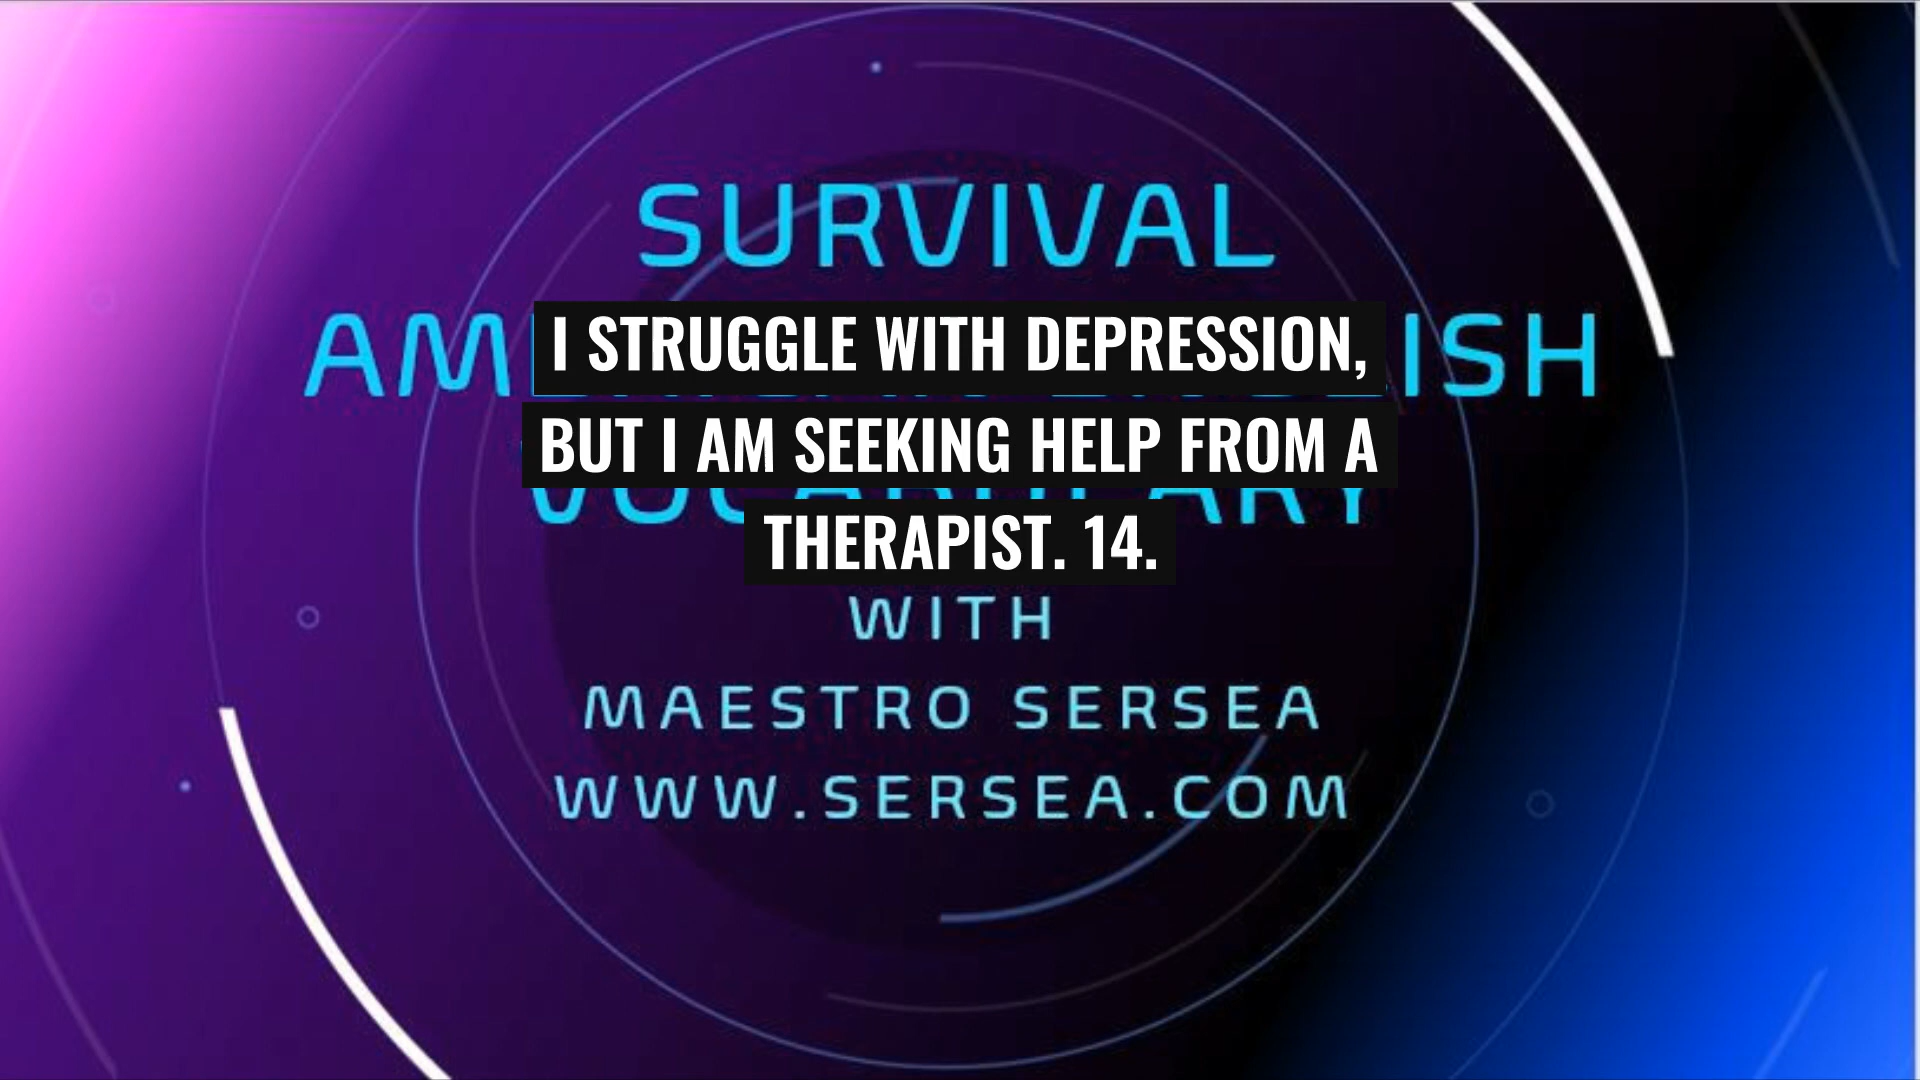 SURVIVAL
I STRUGGLE WITH DEPRESSION,
BUT I AM SEEKING HELP FROM A
THERAPIST. 14.
WITH
MAESTRO SERSEA
WWW.SERSEA.COM